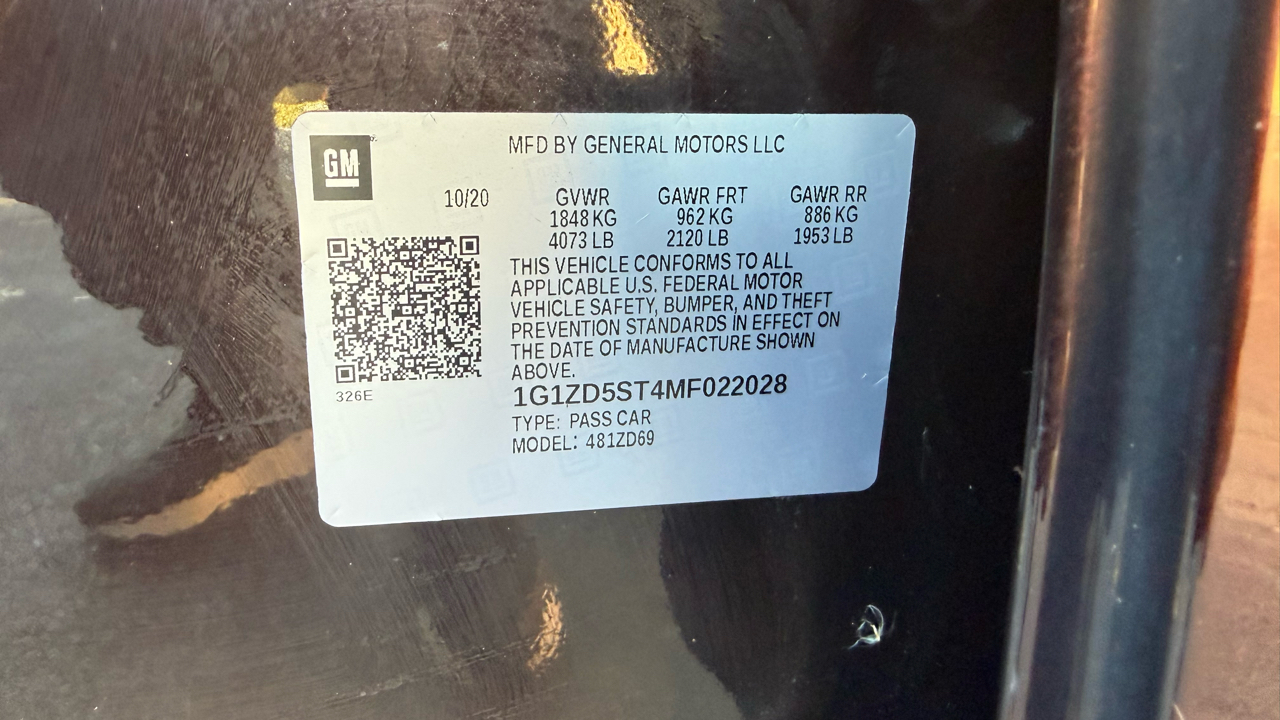 GM
MFD BY GENERAL MOTORS LLC
10/20 GVWR GAWR FRT GAWR RR
1848 KG 962 KG 886 KG
4073 LB 2120 LB 1953 LB
THIS VEHICLE CONFORMS TO ALL
APPLICABLE U.S. FEDERAL MOTOR
VEHICLE SAFETY, BUMPER, AND THEFT
PREVENTION STANDARDS IN EFFECT ON
THE DATE OF MANUFACTURE SHOWN
ABOVE.
326E
1G1ZD5ST4MF022028
TYPE: PASS CAR
MODEL: 481ZD69